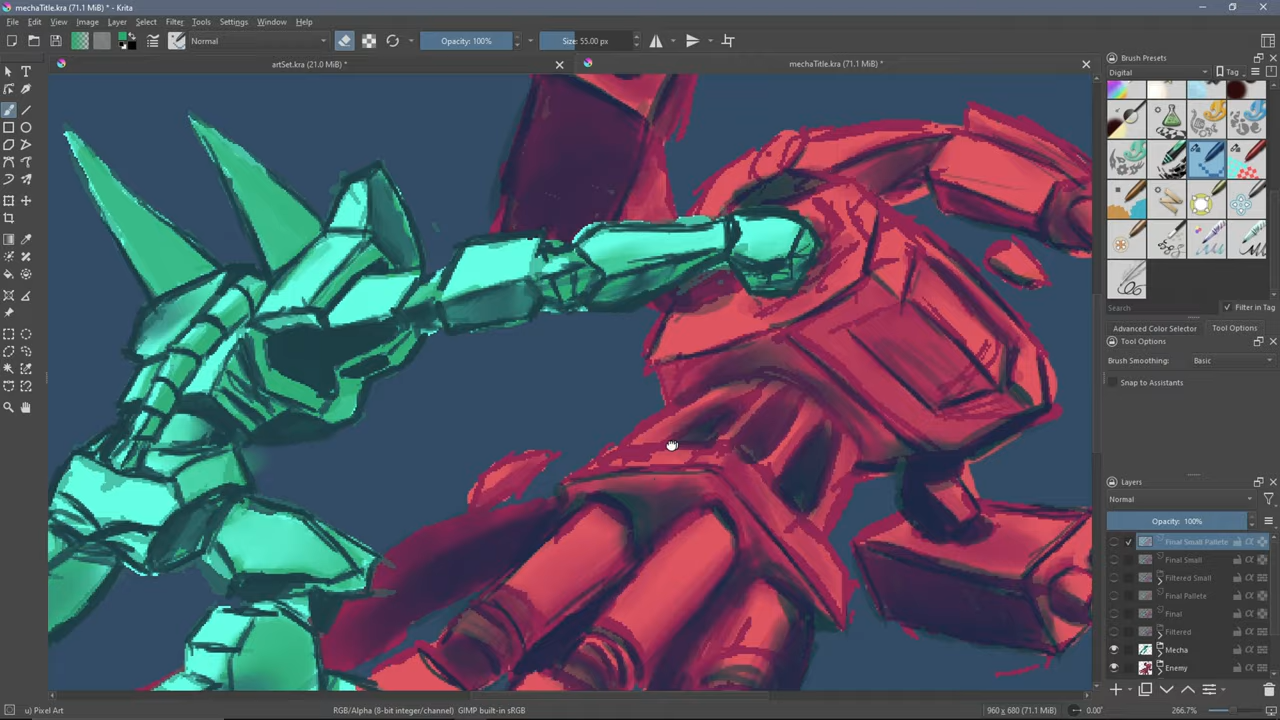 mechaTitle.kra (71.1 MiB) * - Krita
File Edit View Image Layer Select Filter Tools Settings Window Help
Normal Opacity: 100% Size: 55.00 px
artSet.kra (21.0 MiB) * mechaTitle.kra (71.1 MiB) *
Brush Presets
Digital Tag
Search Filter in Tag
Advanced Color Selector Tool Options
Tool Options
Brush Smoothing: Basic
Snap to Assistants
Layers
Normal
Opacity: 100%
Final Small Pallete
Final Small
Filtered Small
Final Pallete
Final
Filtered
Mecha
Enemy
u) Pixel Art RGB/Alpha (8-bit integer/channel) GIMP built-in sRGB 960 x 680 (71.1 MiB) 0.00° 266.7%